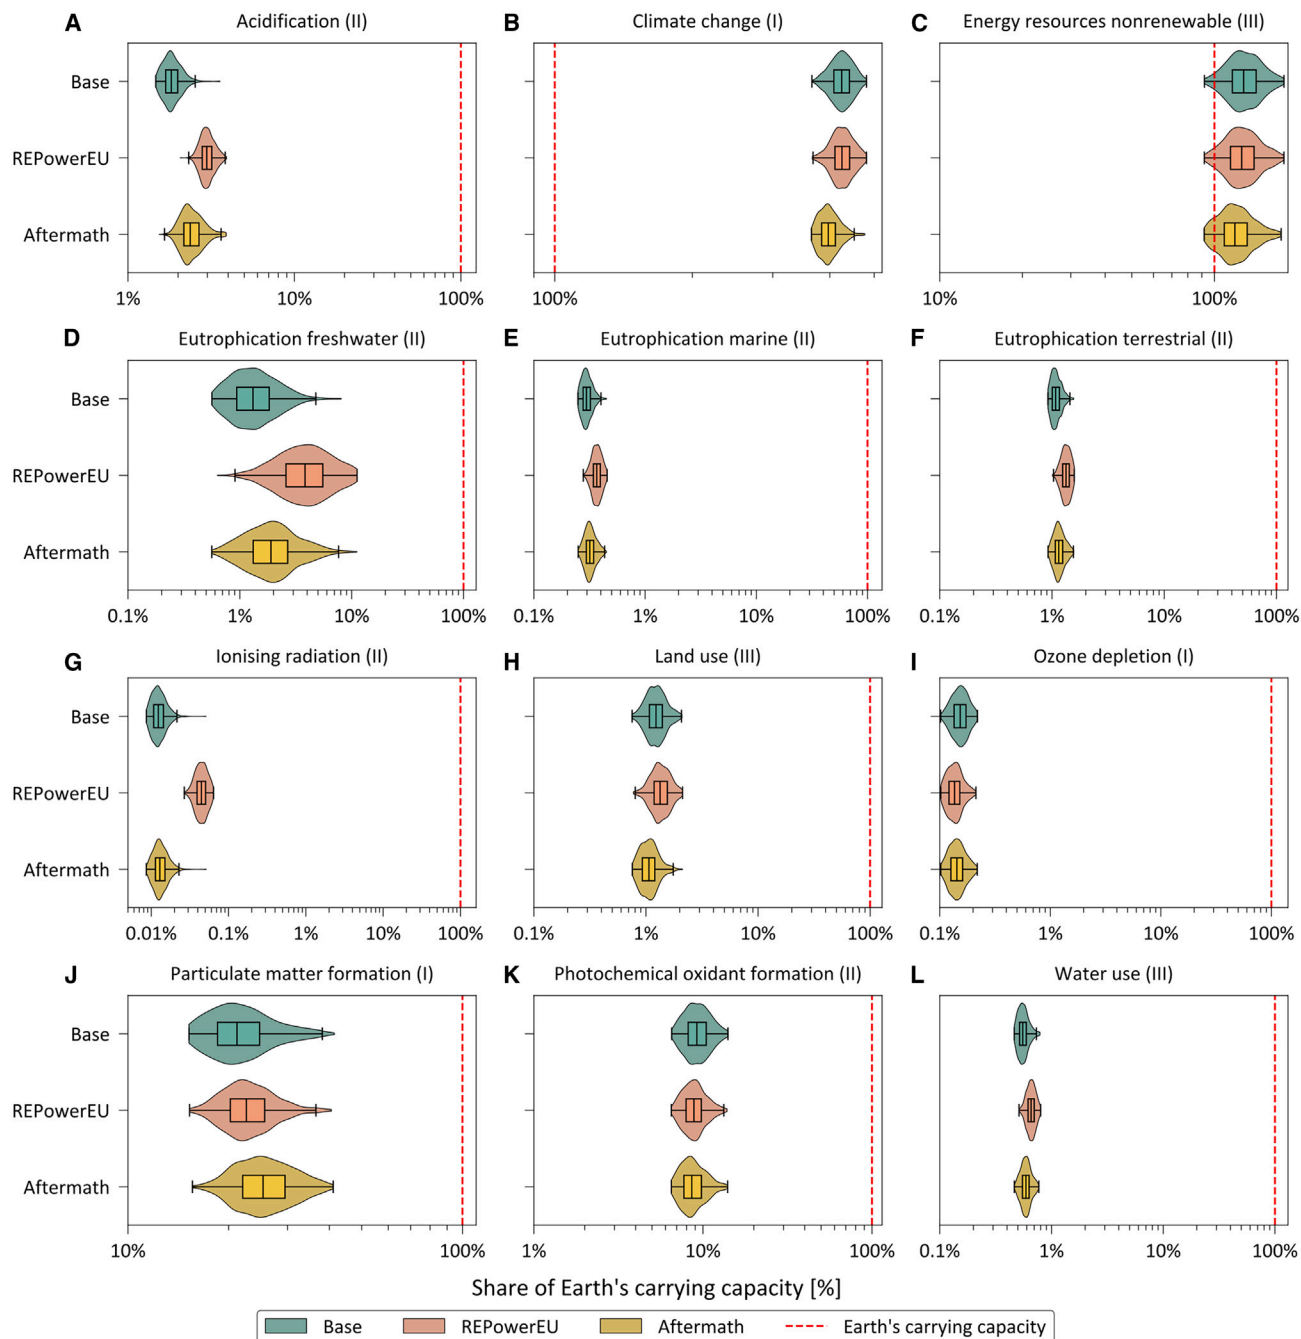 A Acidification (II) B Climate change (I) C Energy resources nonrenewable (III)
Base
REPowerEU
Aftermath
1% 10% 100% 100% 10% 100%
D Eutrophication freshwater (II) E Eutrophication marine (II) F Eutrophication terrestrial (II)
Base
REPowerEU
Aftermath
0.1% 1% 10% 100% 0.1% 1% 10% 100% 0.1% 1% 10% 100%
G Ionising radiation (II) H Land use (III) I Ozone depletion (I)
Base
REPowerEU
Aftermath
0.01% 0.1% 1% 10% 100% 0.1% 1% 10% 100% 0.1% 1% 10% 100%
J Particulate matter formation (I) K Photochemical oxidant formation (II) L Water use (III)
Base
REPowerEU
Aftermath
10% 100% 1% 10% 100% 0.1% 1% 10% 100%
Share of Earth's carrying capacity [%]
Base REPowerEU Aftermath Earth's carrying capacity